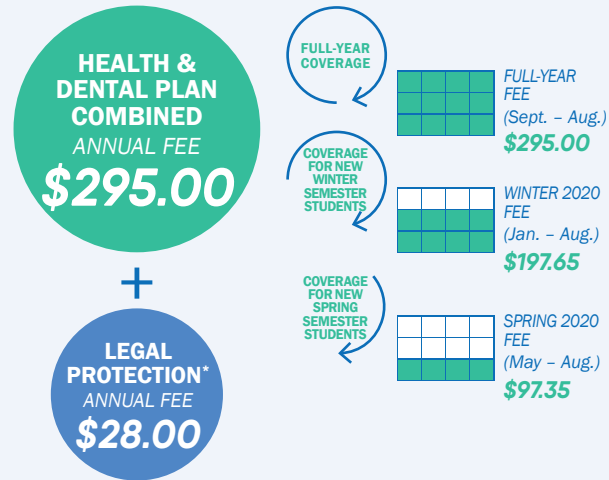 HEALTH &
DENTAL PLAN
COMBINED
ANNUAL FEE
$295.00
+
LEGAL
PROTECTION*
ANNUAL FEE
$28.00
FULL-YEAR
COVERAGE
FULL-YEAR
FEE
(Sept. – Aug.)
$295.00
COVERAGE
FOR NEW
WINTER
SEMESTER
STUDENTS
WINTER 2020
FEE
(Jan. – Aug.)
$197.65
COVERAGE
FOR NEW
SPRING
SEMESTER
STUDENTS
SPRING 2020
FEE
(May – Aug.)
$97.35